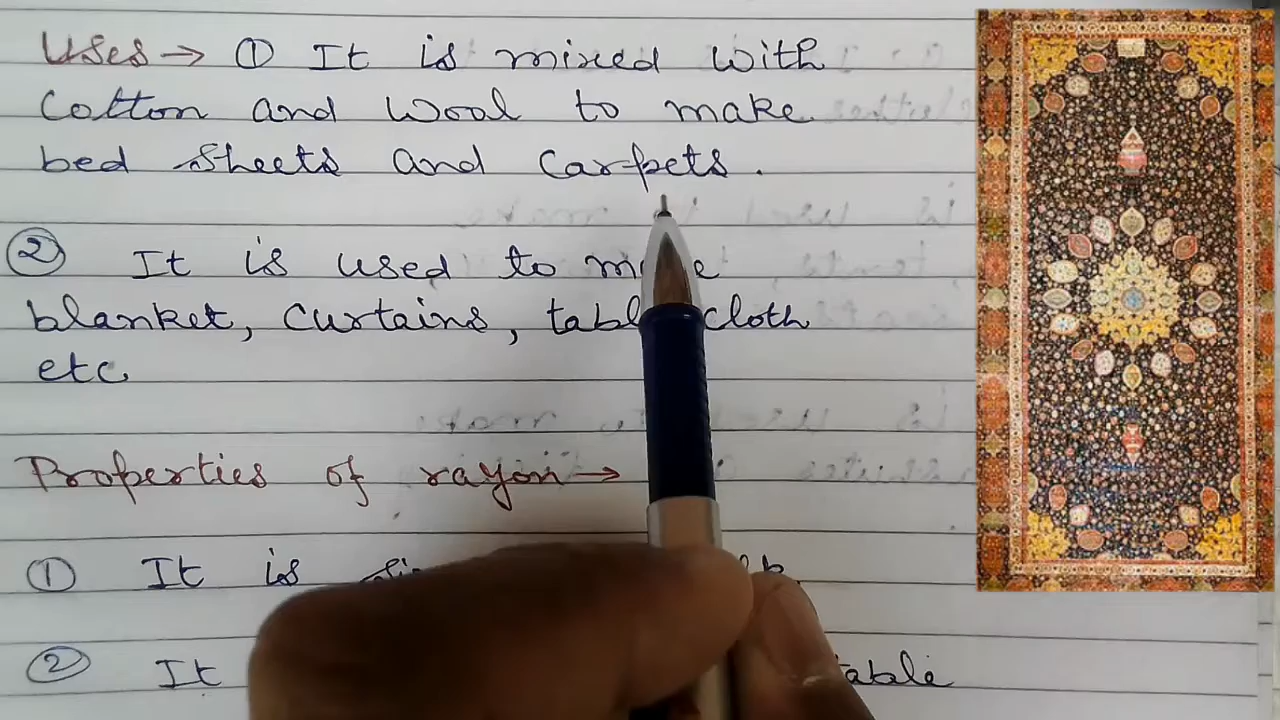 Uses → ① It is mixed with
Cotton and Wool to make
bed sheets and carpets.
② It is used to
blanket, curtains, cloth
etc
Properties of rayon →
① It is
② It